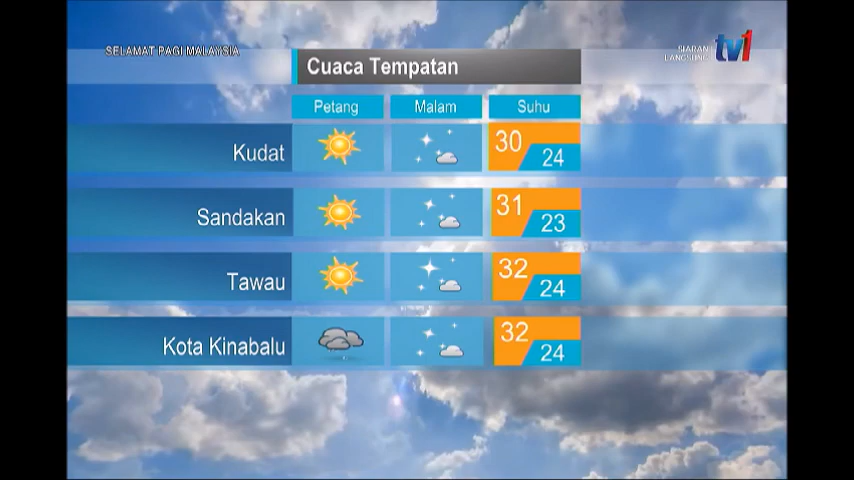 SELAMAT PAGI MALAYSIA
SIARAN
LANGSUNG
tv1
Cuaca Tempatan
Petang Malam Suhu
Kudat 30 24
Sandakan 31 23
Tawau 32 24
Kota Kinabalu 32 24